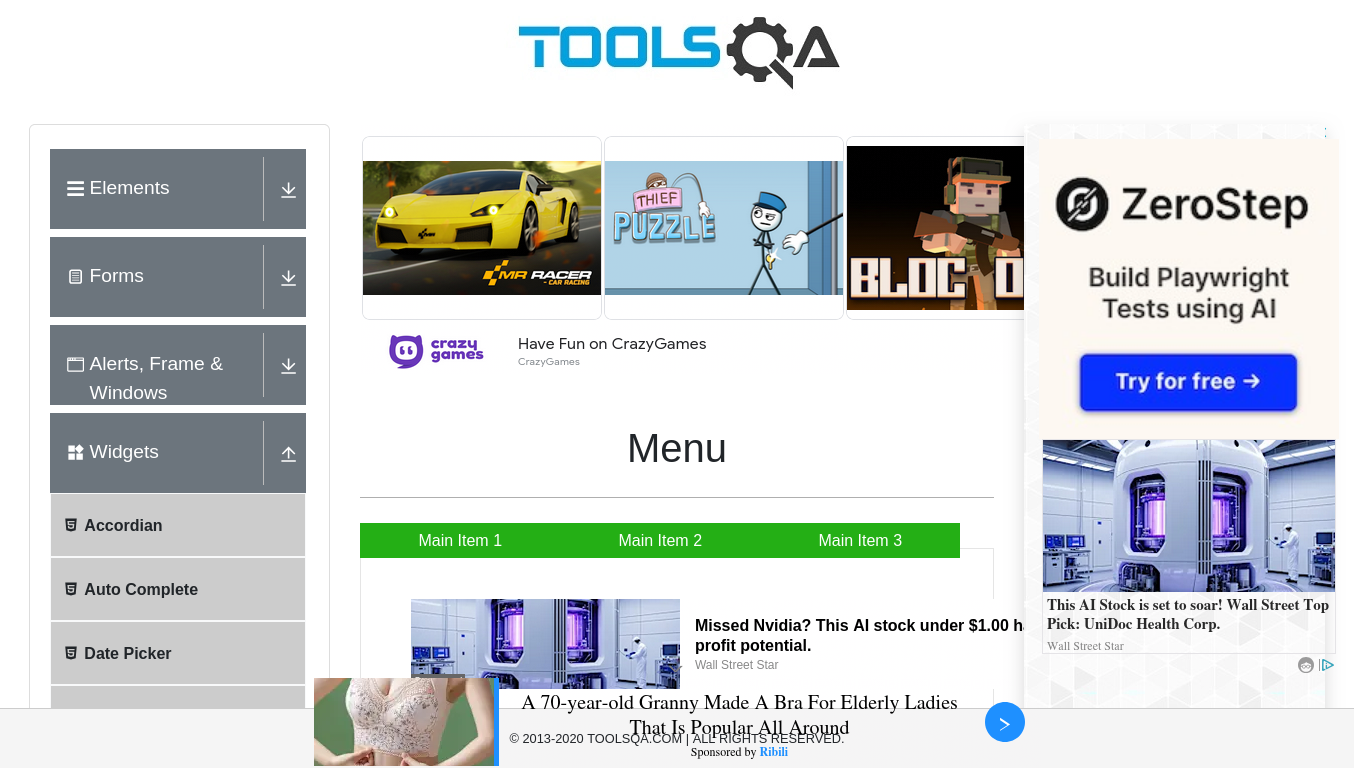 TOOLSQA
Elements
Forms
Alerts, Frame &
Windows
Widgets
Accordian
Auto Complete
Date Picker
MR RACER
- CAR RACING
THIEF
PUZZLE
BLOC
crazy
games
Have Fun on CrazyGames
CrazyGames
Menu
Main Item 1
Main Item 2
Main Item 3
Missed Nvidia? This AI stock under $1.00
profit potential.
Wall Street Star
ZeroStep
Build Playwright
Tests using AI
Try for free →
This AI Stock is set to soar! Wall Street Top
Pick: UniDoc Health Corp.
Wall Street Star
A 70-year-old Granny Made A Bra For Elderly Ladies
That Is Popular All Around
© 2013-2020 TOOLSQA.COM | ALL RIGHTS RESERVED.
Sponsored by Ribili